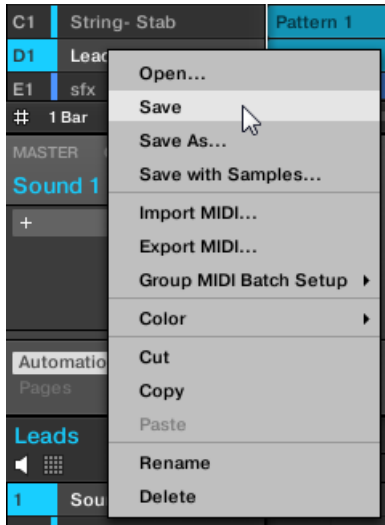 C1 String- Stab Pattern 1
D1 Lead
E1 sfx
# 1 Bar
MASTER
Sound 1
+
Automatio
Pages
Leads
1 Sou
Open...
Save
Save As...
Save with Samples...
Import MIDI...
Export MIDI...
Group MIDI Batch Setup
Color
Cut
Copy
Paste
Rename
Delete